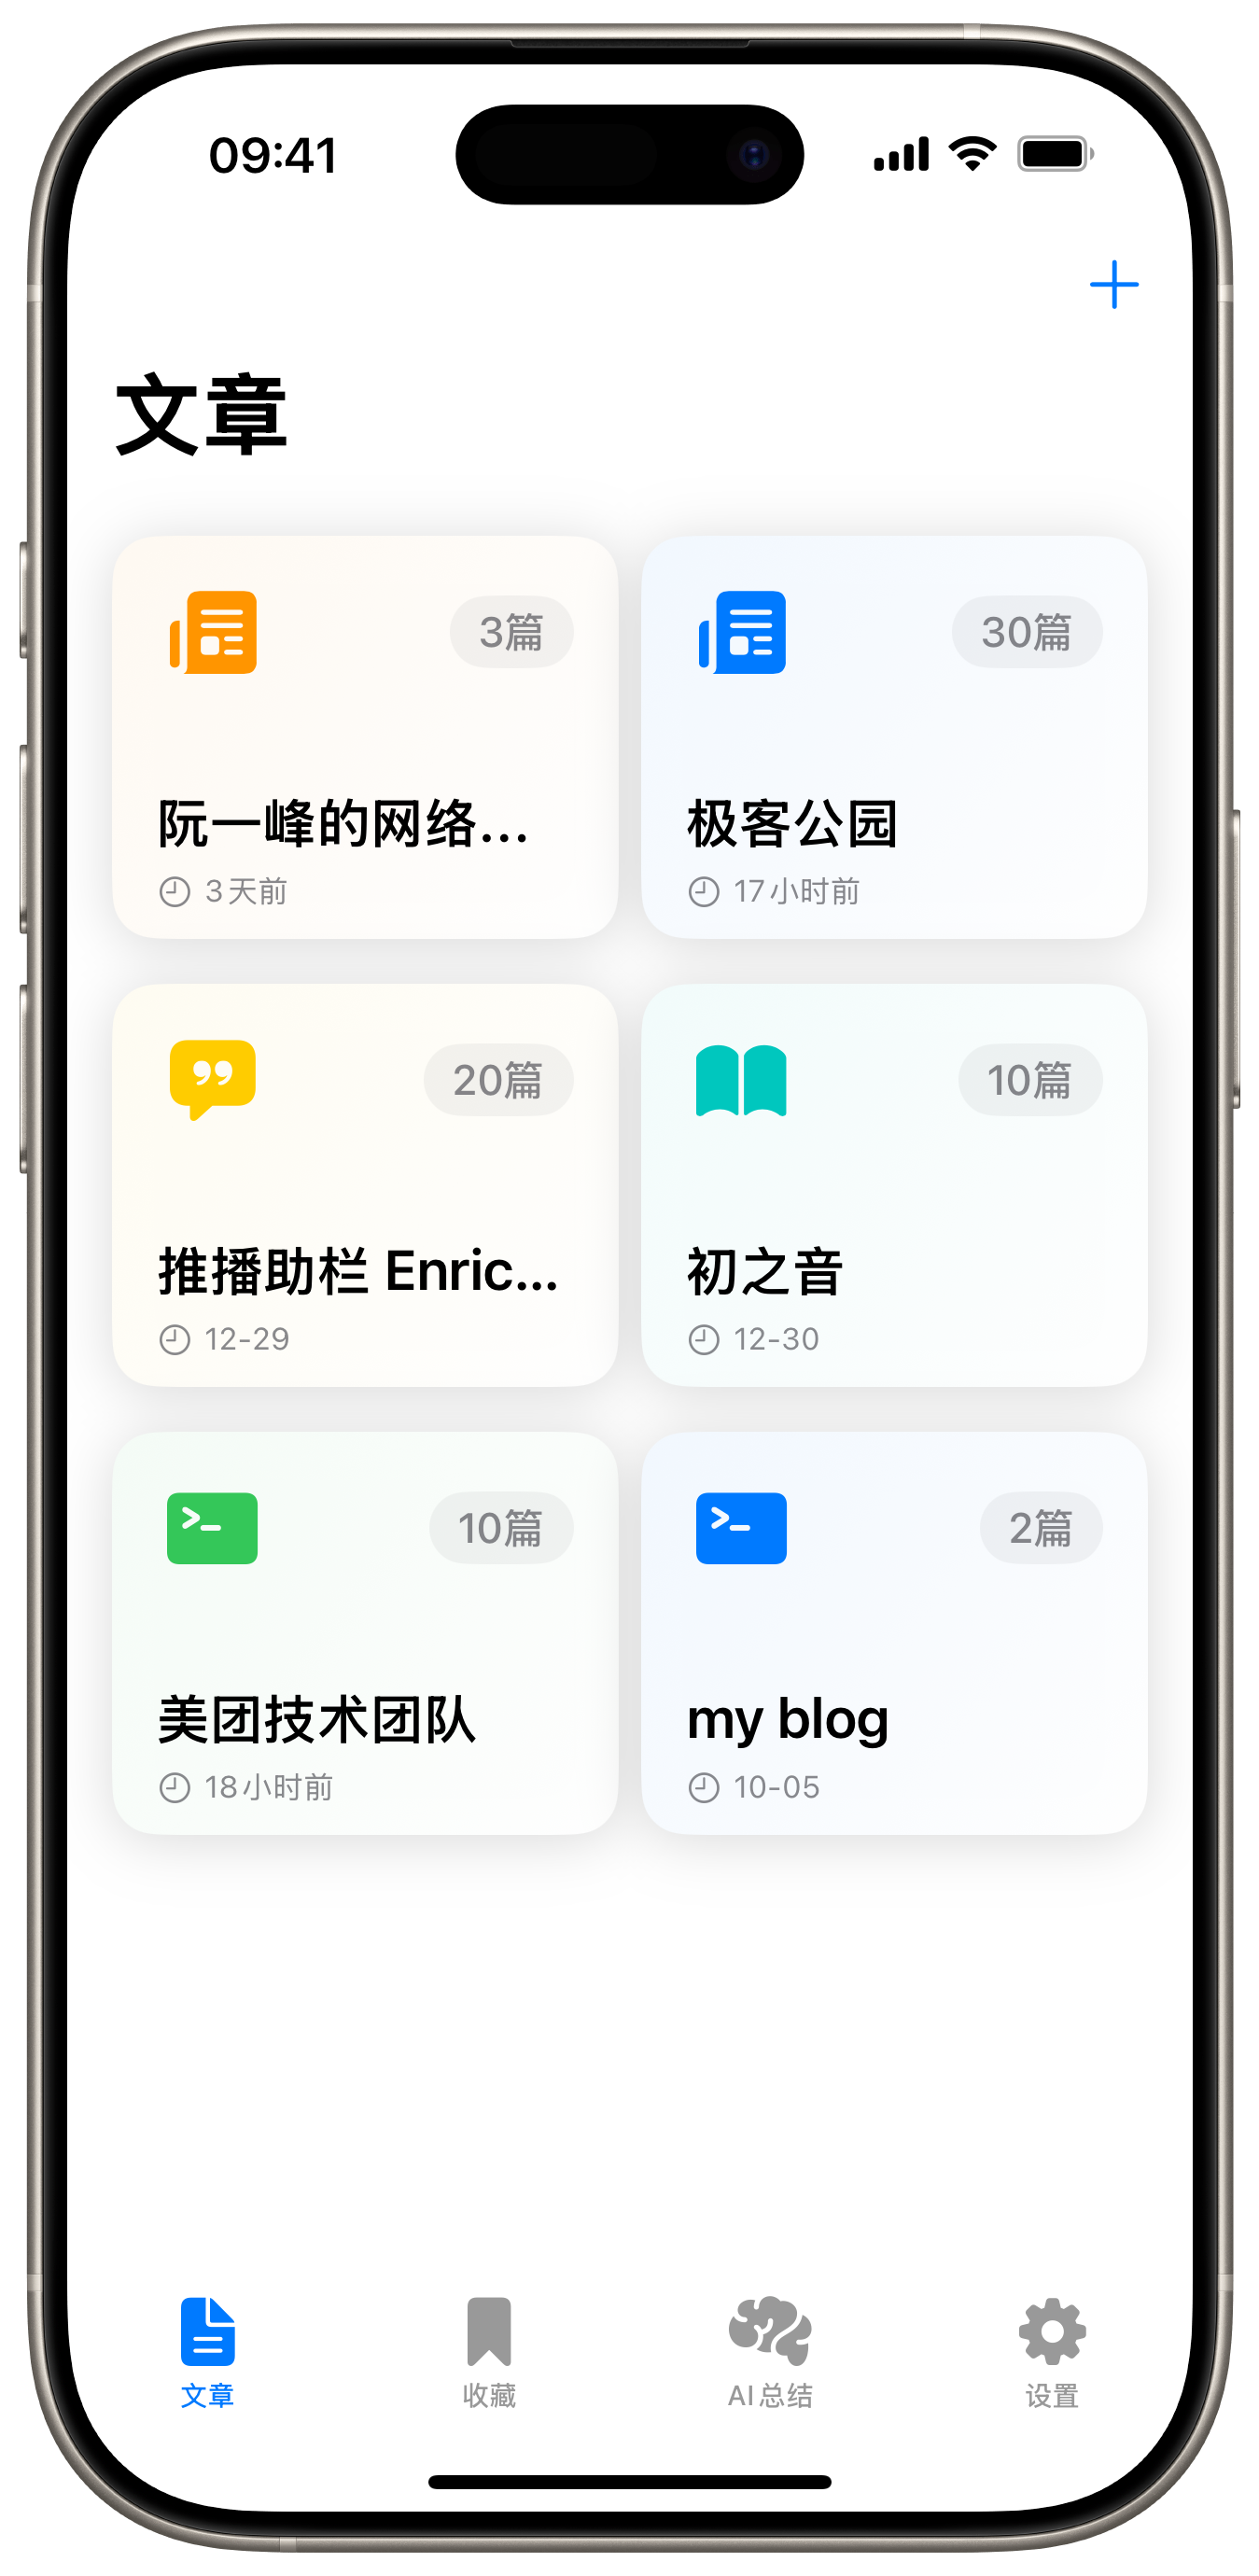 09:41
文章
3篇
阮一峰的网络...
3天前
30篇
极客公园
17小时前
20篇
推播助栏 Enric...
12-29
10篇
初之音
12-30
10篇
美团技术团队
18小时前
2篇
my blog
10-05
文章
收藏
AI总结
设置